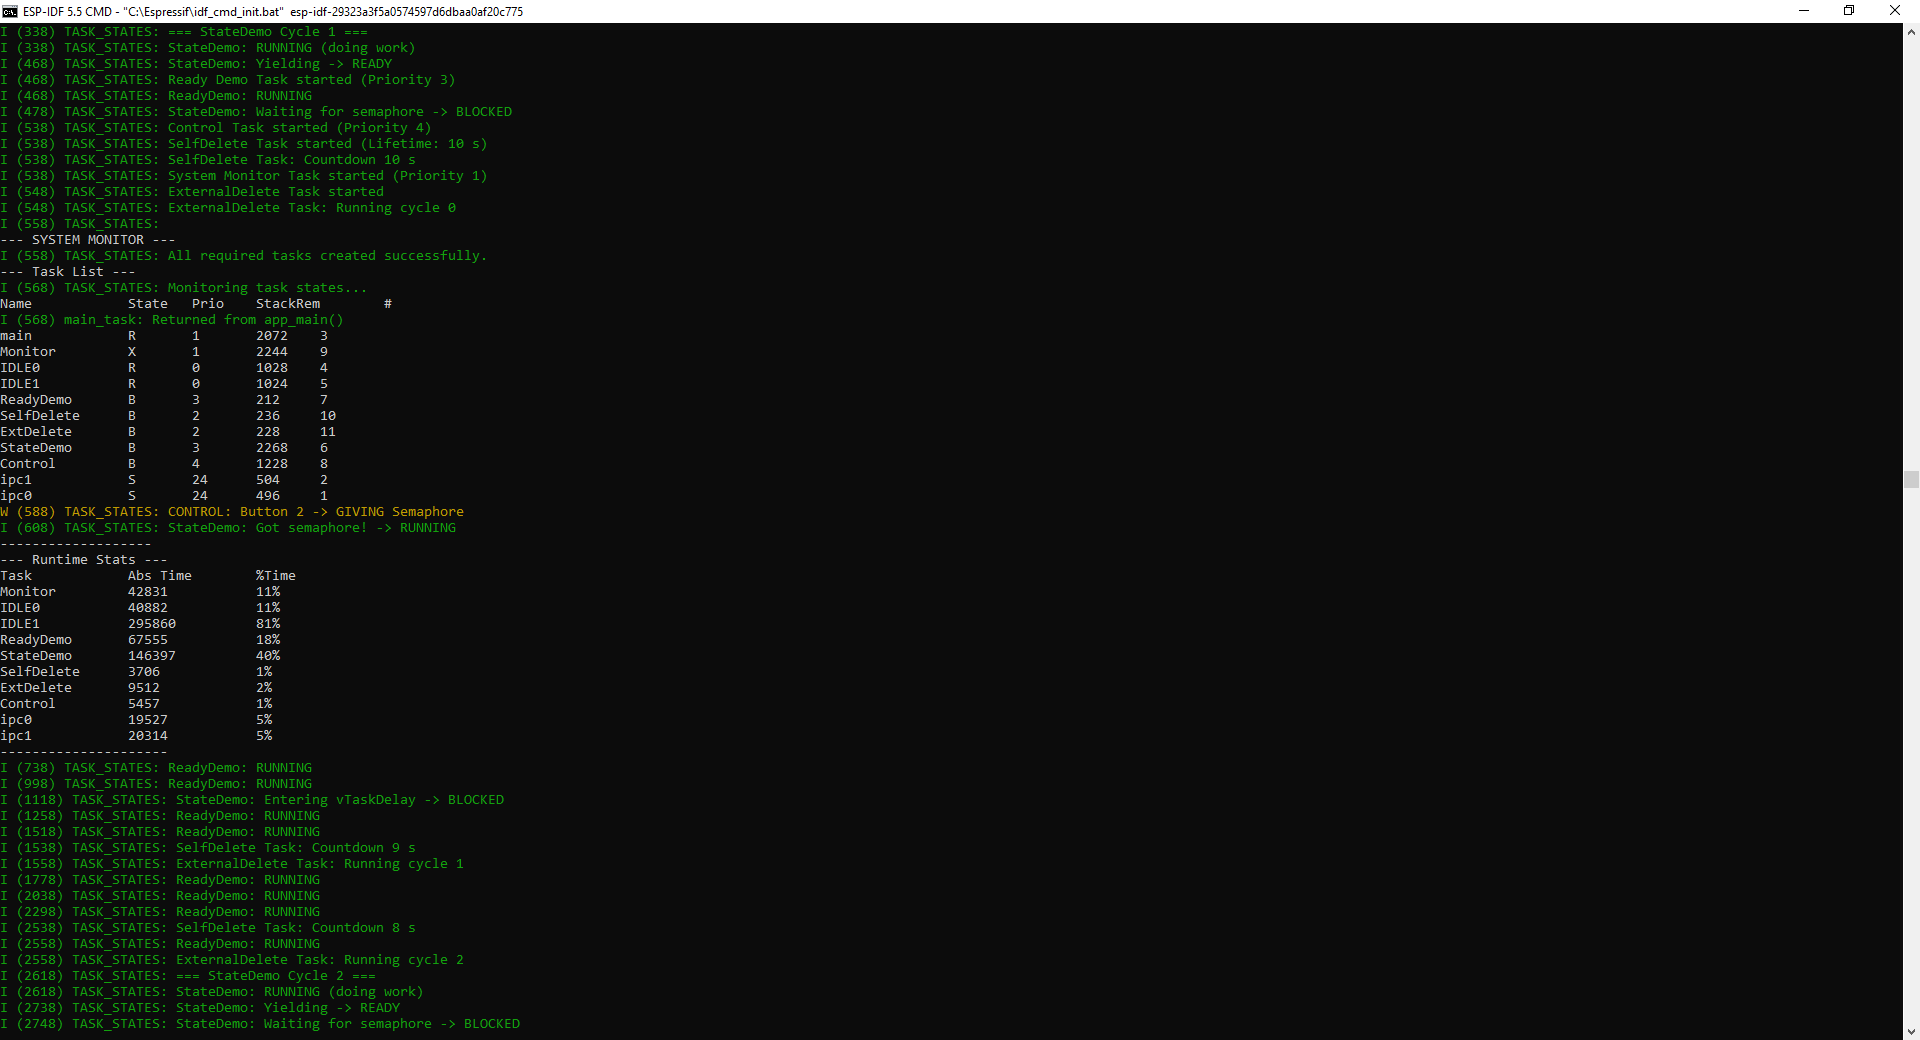 ESP-IDF 5.5 CMD - "C:\Espressif\idf_cmd_init.bat" esp-idf-29323a3f5a0574597d6dbaa0af20c775
I (338) TASK_STATES: === StateDemo Cycle 1 ===
I (338) TASK_STATES: StateDemo: RUNNING (doing work)
I (468) TASK_STATES: StateDemo: Yielding -> READY
I (468) TASK_STATES: Ready Demo Task started (Priority 3)
I (468) TASK_STATES: ReadyDemo: RUNNING
I (478) TASK_STATES: StateDemo: Waiting for semaphore -> BLOCKED
I (538) TASK_STATES: Control Task started (Priority 4)
I (538) TASK_STATES: SelfDelete Task started (Lifetime: 10 s)
I (538) TASK_STATES: SelfDelete Task: Countdown 10 s
I (538) TASK_STATES: System Monitor Task started (Priority 1)
I (548) TASK_STATES: ExternalDelete Task started
I (548) TASK_STATES: ExternalDelete Task: Running cycle 0
I (558) TASK_STATES:
--- SYSTEM MONITOR ---
I (558) TASK_STATES: All required tasks created successfully.
--- Task List ---
I (568) TASK_STATES: Monitoring task states...
Name            State   Prio    StackRem        #
I (568) main_task: Returned from app_main()
main            R       1       2072    3
Monitor         X       1       2244    9
IDLE0           R       0       1028    4
IDLE1           R       0       1024    5
ReadyDemo       B       3       212     7
SelfDelete      B       2       236     10
ExtDelete       B       2       228     11
StateDemo       B       3       2268    6
Control         B       4       1228    8
ipc1            S       24      504     2
ipc0            S       24      496     1
W (588) TASK_STATES: CONTROL: Button 2 -> GIVING Semaphore
I (608) TASK_STATES: StateDemo: Got semaphore! -> RUNNING
-------------------
--- Runtime Stats ---
Task            Abs Time        %Time
Monitor         42831           11%
IDLE0           40882           11%
IDLE1           295860          81%
ReadyDemo       67555           18%
StateDemo       146397          40%
SelfDelete      3706            1%
ExtDelete       9512            2%
Control         5457            1%
ipc0            19527           5%
ipc1            20314           5%
---------------------
I (738) TASK_STATES: ReadyDemo: RUNNING
I (998) TASK_STATES: ReadyDemo: RUNNING
I (1118) TASK_STATES: StateDemo: Entering vTaskDelay -> BLOCKED
I (1258) TASK_STATES: ReadyDemo: RUNNING
I (1518) TASK_STATES: ReadyDemo: RUNNING
I (1538) TASK_STATES: SelfDelete Task: Countdown 9 s
I (1558) TASK_STATES: ExternalDelete Task: Running cycle 1
I (1778) TASK_STATES: ReadyDemo: RUNNING
I (2038) TASK_STATES: ReadyDemo: RUNNING
I (2298) TASK_STATES: ReadyDemo: RUNNING
I (2538) TASK_STATES: SelfDelete Task: Countdown 8 s
I (2558) TASK_STATES: ReadyDemo: RUNNING
I (2558) TASK_STATES: ExternalDelete Task: Running cycle 2
I (2618) TASK_STATES: === StateDemo Cycle 2 ===
I (2618) TASK_STATES: StateDemo: RUNNING (doing work)
I (2738) TASK_STATES: StateDemo: Yielding -> READY
I (2748) TASK_STATES: StateDemo: Waiting for semaphore -> BLOCKED